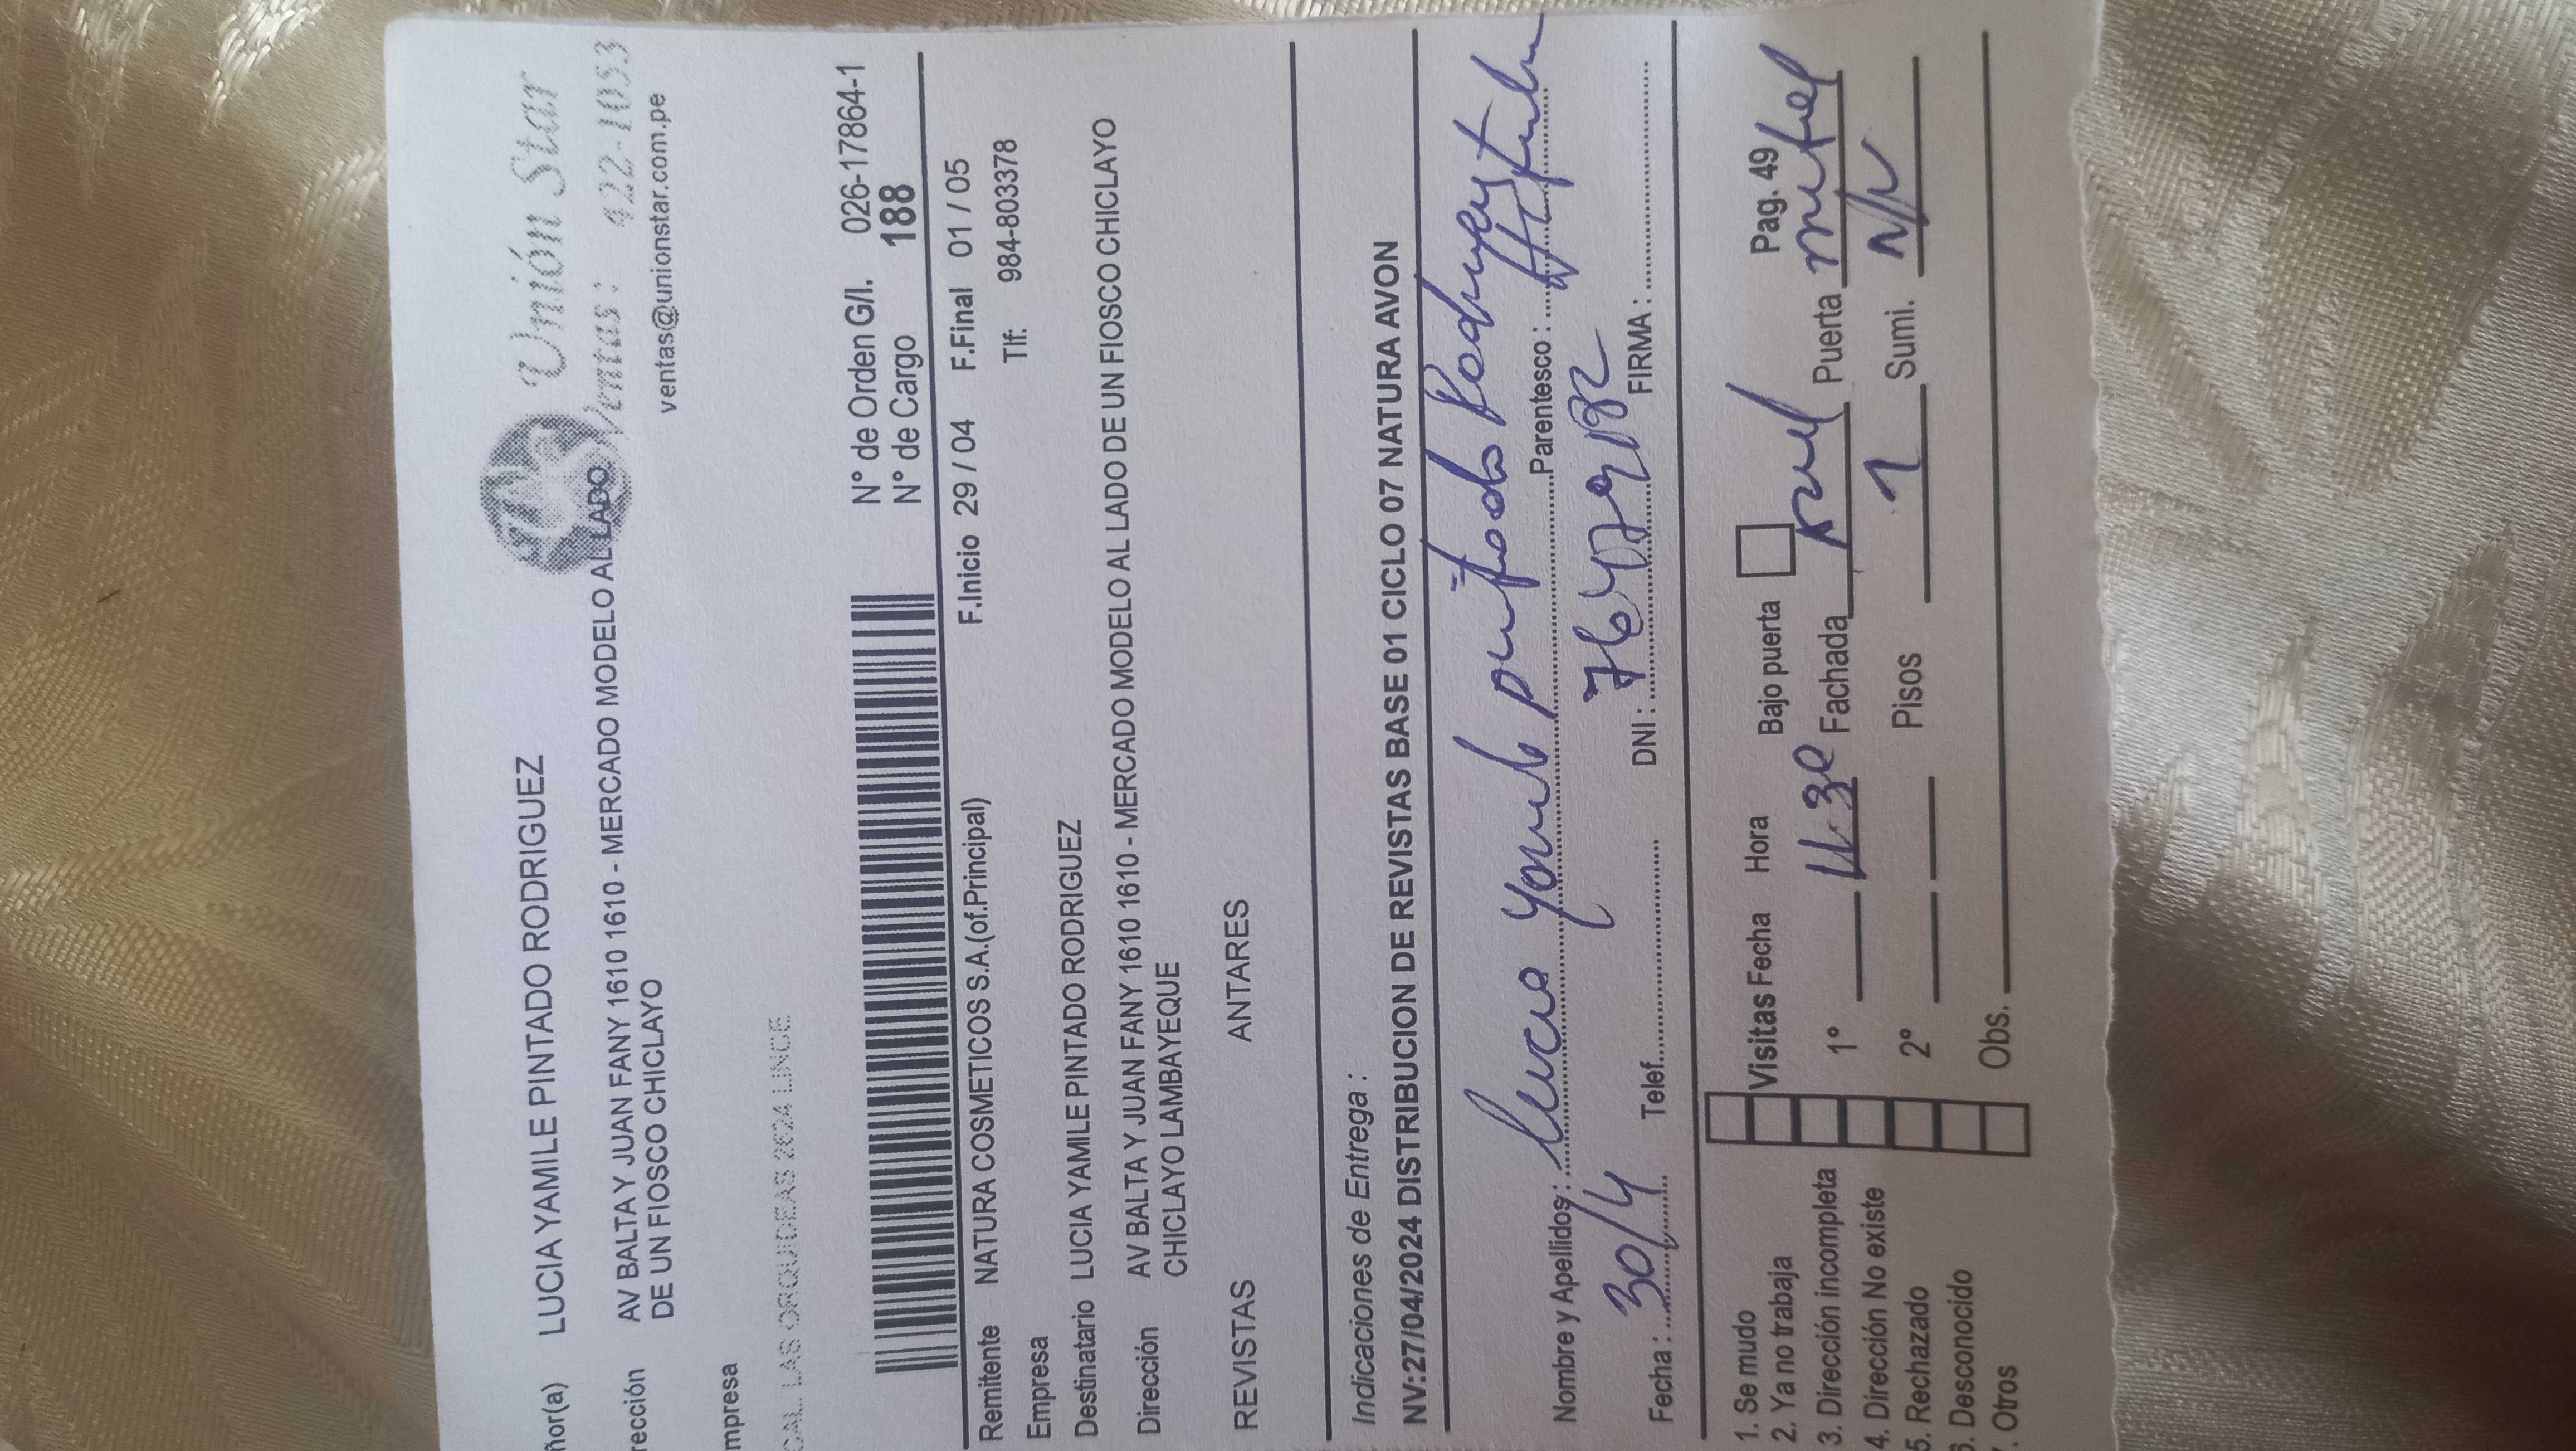 Unión Star
Ventas: 422-1053
ventas@unionstar.com.pe
ñor(a) LUCIA YAMILE PINTADO RODRIGUEZ
rección AV BALTA Y JUAN FANY 1610 1610 - MERCADO MODELO AL LADO
DE UN FIOSCO CHICLAYO
mpresa
CAL. LAS ORQUIDEAS 2624 LINCE
N° de Orden G/I. 026-17864-1
N° de Cargo 188
F.Inicio 29 / 04 F.Final 01 / 05
Remitente NATURA COSMETICOS S.A.(of.Principal)
Empresa Tlf: 984-803378
Destinatario LUCIA YAMILE PINTADO RODRIGUEZ
Dirección AV BALTA Y JUAN FANY 1610 1610 - MERCADO MODELO AL LADO DE UN FIOSCO CHICLAYO
CHICLAYO LAMBAYEQUE
REVISTAS ANTARES
Indicaciones de Entrega :
NV:27/04/2024 DISTRIBUCION DE REVISTAS BASE 01 CICLO 07 NATURA AVON
Nombre y Apellidos: Lucia Yamile Pintado Rodriguez Parentesco :
Fecha : 30/4 Telef. DNI : FIRMA :
1. Se mudo
2. Ya no trabaja
3. Dirección incompleta
4. Dirección No existe
5. Rechazado
6. Desconocido
. Otros
Visitas Fecha Hora Bajo puerta Pag. 49
1° 11.30 Fachada Puerta metal
2° Pisos 1 Sumi. N/V
Obs.